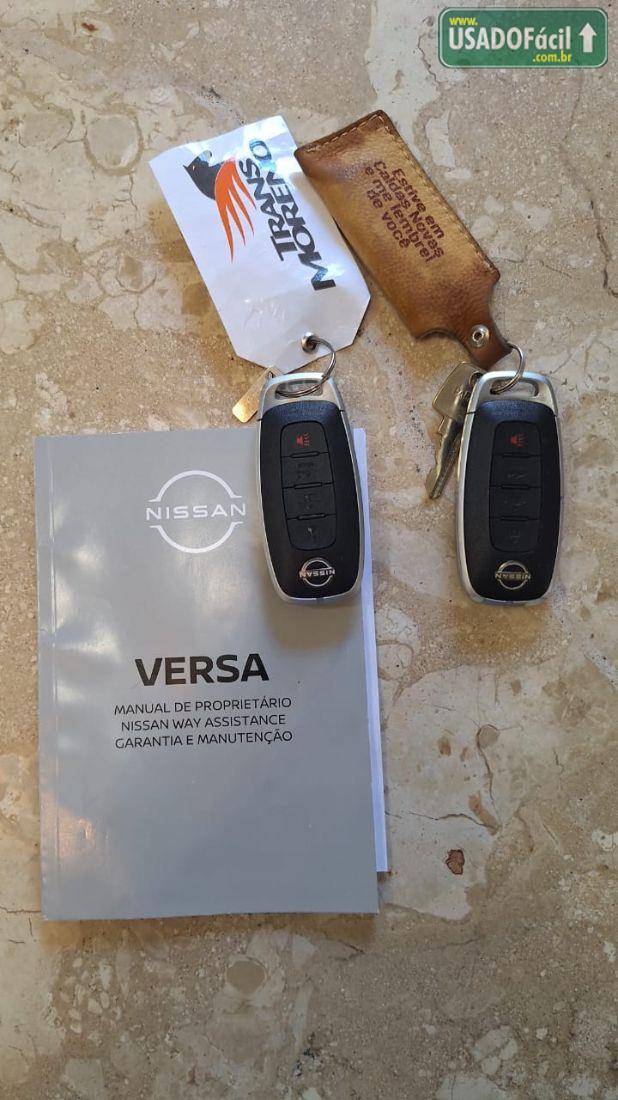 www.
USADOFácil
.com.br
TRANS
MORENO
Estive em
Caldas Novas
e me lembrei
de você
NISSAN
VERSA
MANUAL DE PROPRIETÁRIO
NISSAN WAY ASSISTANCE
GARANTIA E MANUTENÇÃO
NISSAN
NISSAN